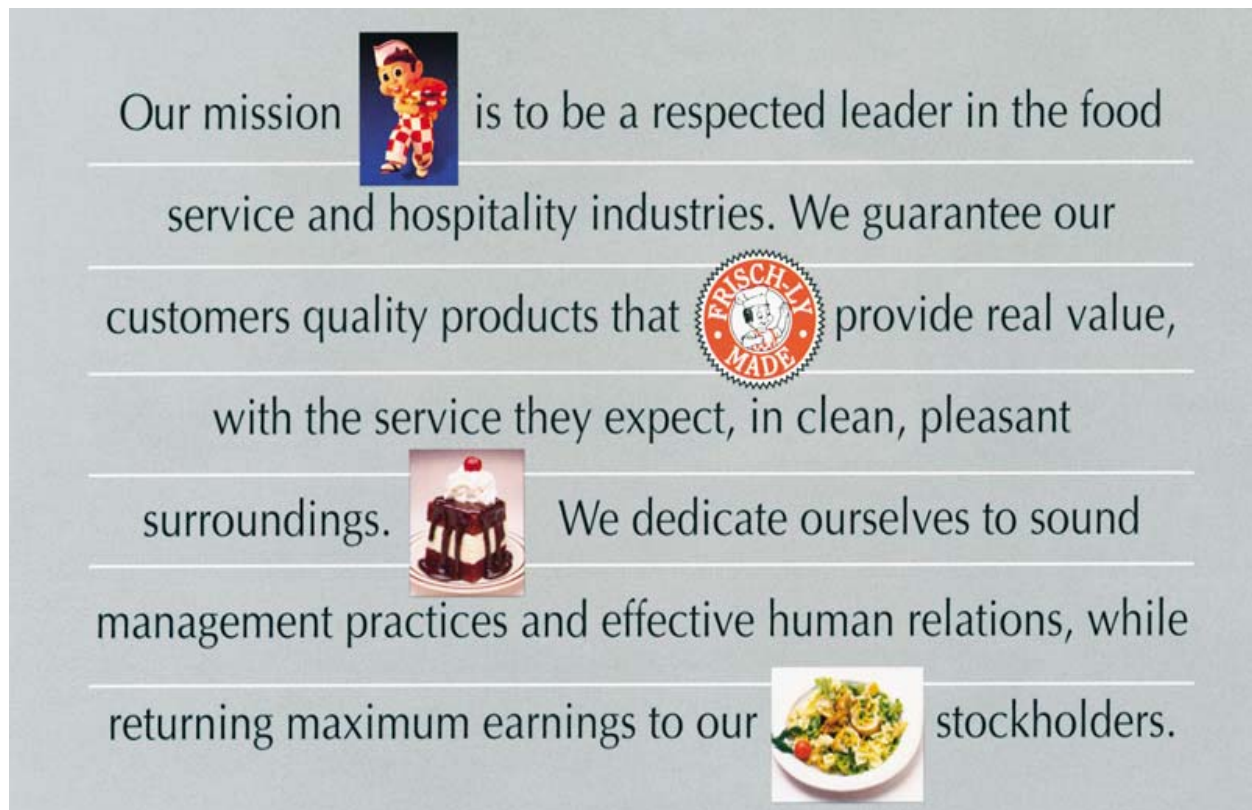 Our mission is to be a respected leader in the food
service and hospitality industries. We guarantee our
customers quality products that FRISCH-LY MADE provide real value,
with the service they expect, in clean, pleasant
surroundings. We dedicate ourselves to sound
management practices and effective human relations, while
returning maximum earnings to our stockholders.